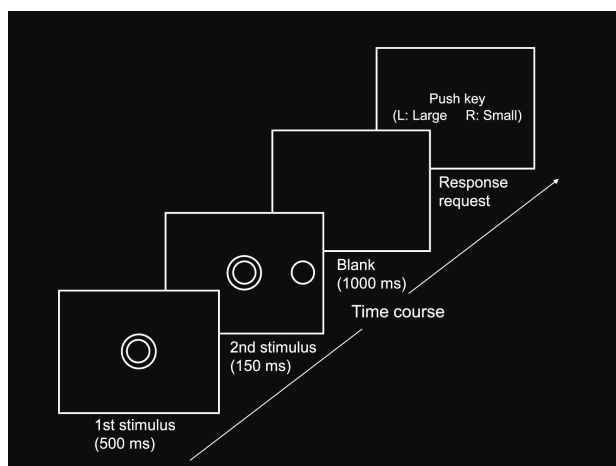 Push key
(L: Large R: Small)
Response
request
Blank
(1000 ms)
Time course
2nd stimulus
(150 ms)
1st stimulus
(500 ms)